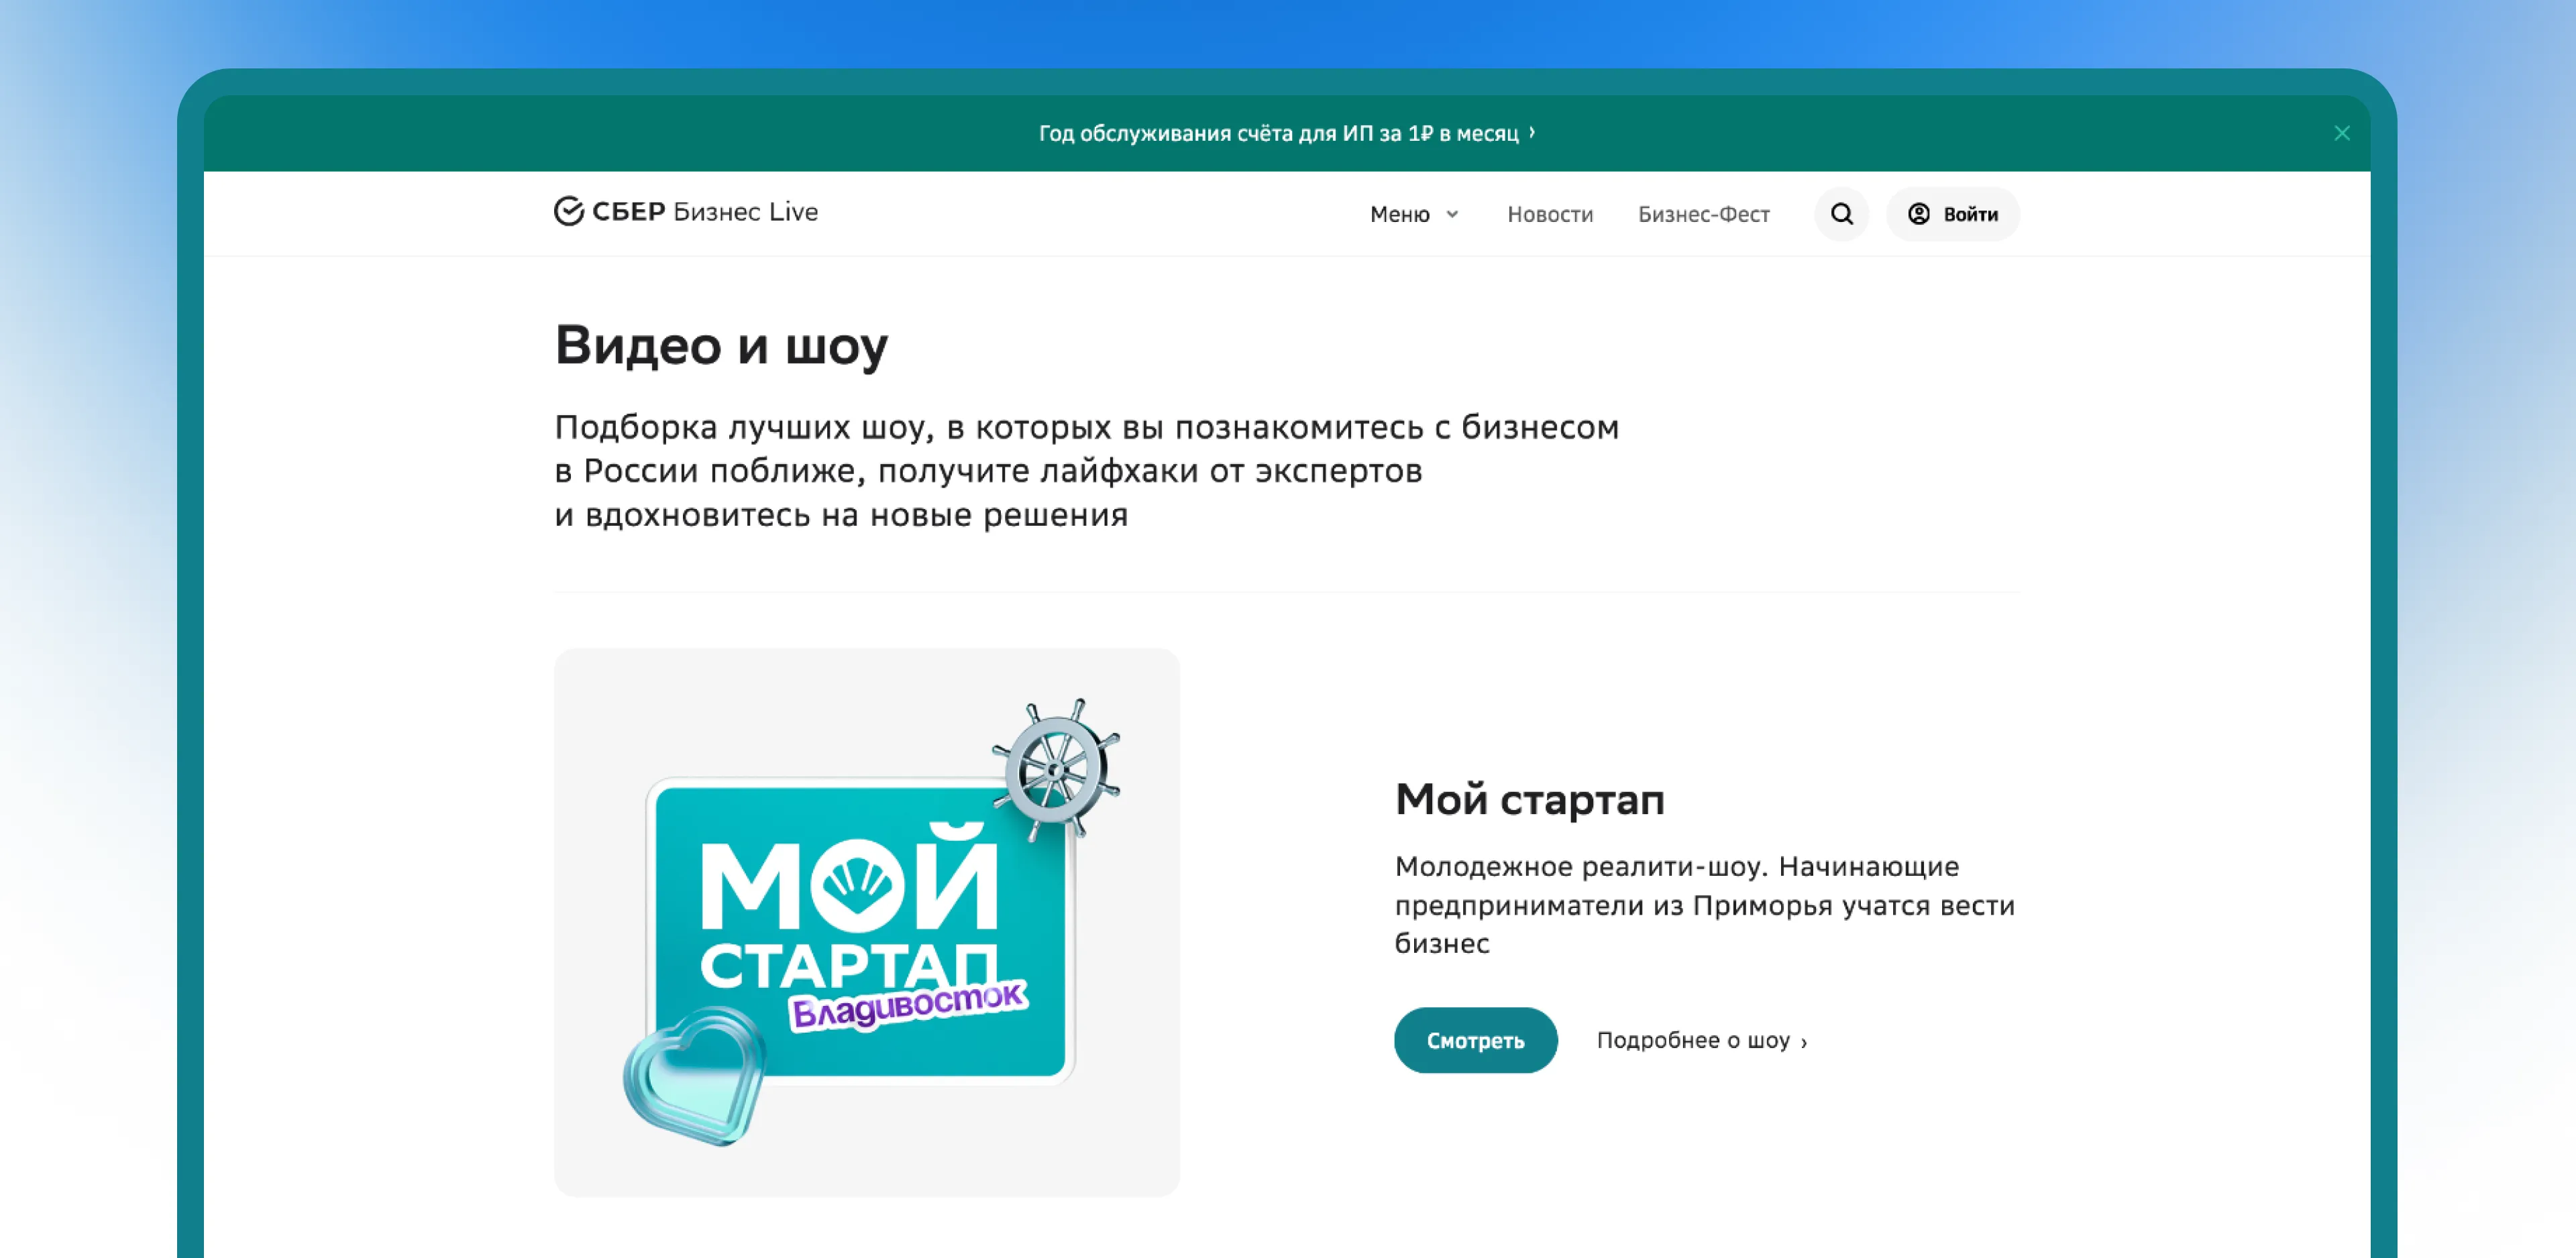 Год обслуживания счёта для ИП за 1₽ в месяц ›
СБЕР Бизнес Live
Меню
Новости
Бизнес-Фест
Войти
Видео и шоу
Подборка лучших шоу, в которых вы познакомитесь с бизнесом
в России поближе, получите лайфхаки от экспертов
и вдохновитесь на новые решения
МОЙ
СТАРТАП
Владивосток
Мой стартап
Молодежное реалити-шоу. Начинающие
предприниматели из Приморья учатся вести
бизнес
Смотреть
Подробнее о шоу ›